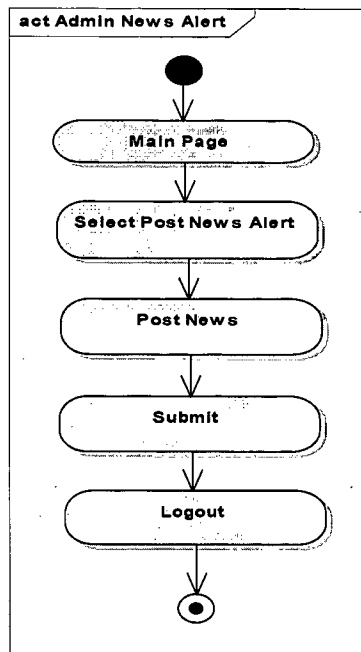 act Admin News Alert
Main Page
Select Post News Alert
Post News
Submit
Logout